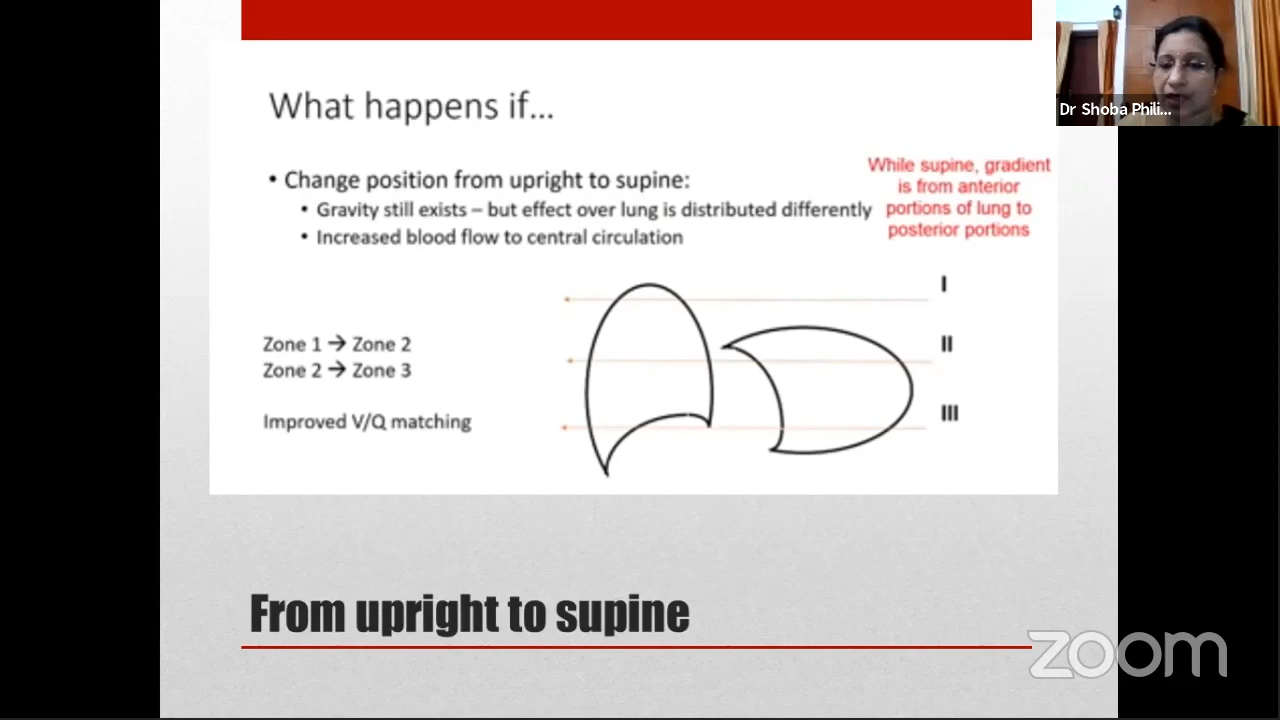 What happens if...
• Change position from upright to supine:
• Gravity still exists – but effect over lung is distributed differently
• Increased blood flow to central circulation
While supine, gradient
is from anterior
portions of lung to
posterior portions
I
II
III
Zone 1 → Zone 2
Zone 2 → Zone 3
Improved V/Q matching
From upright to supine
Dr Shoba Phili...
zoom